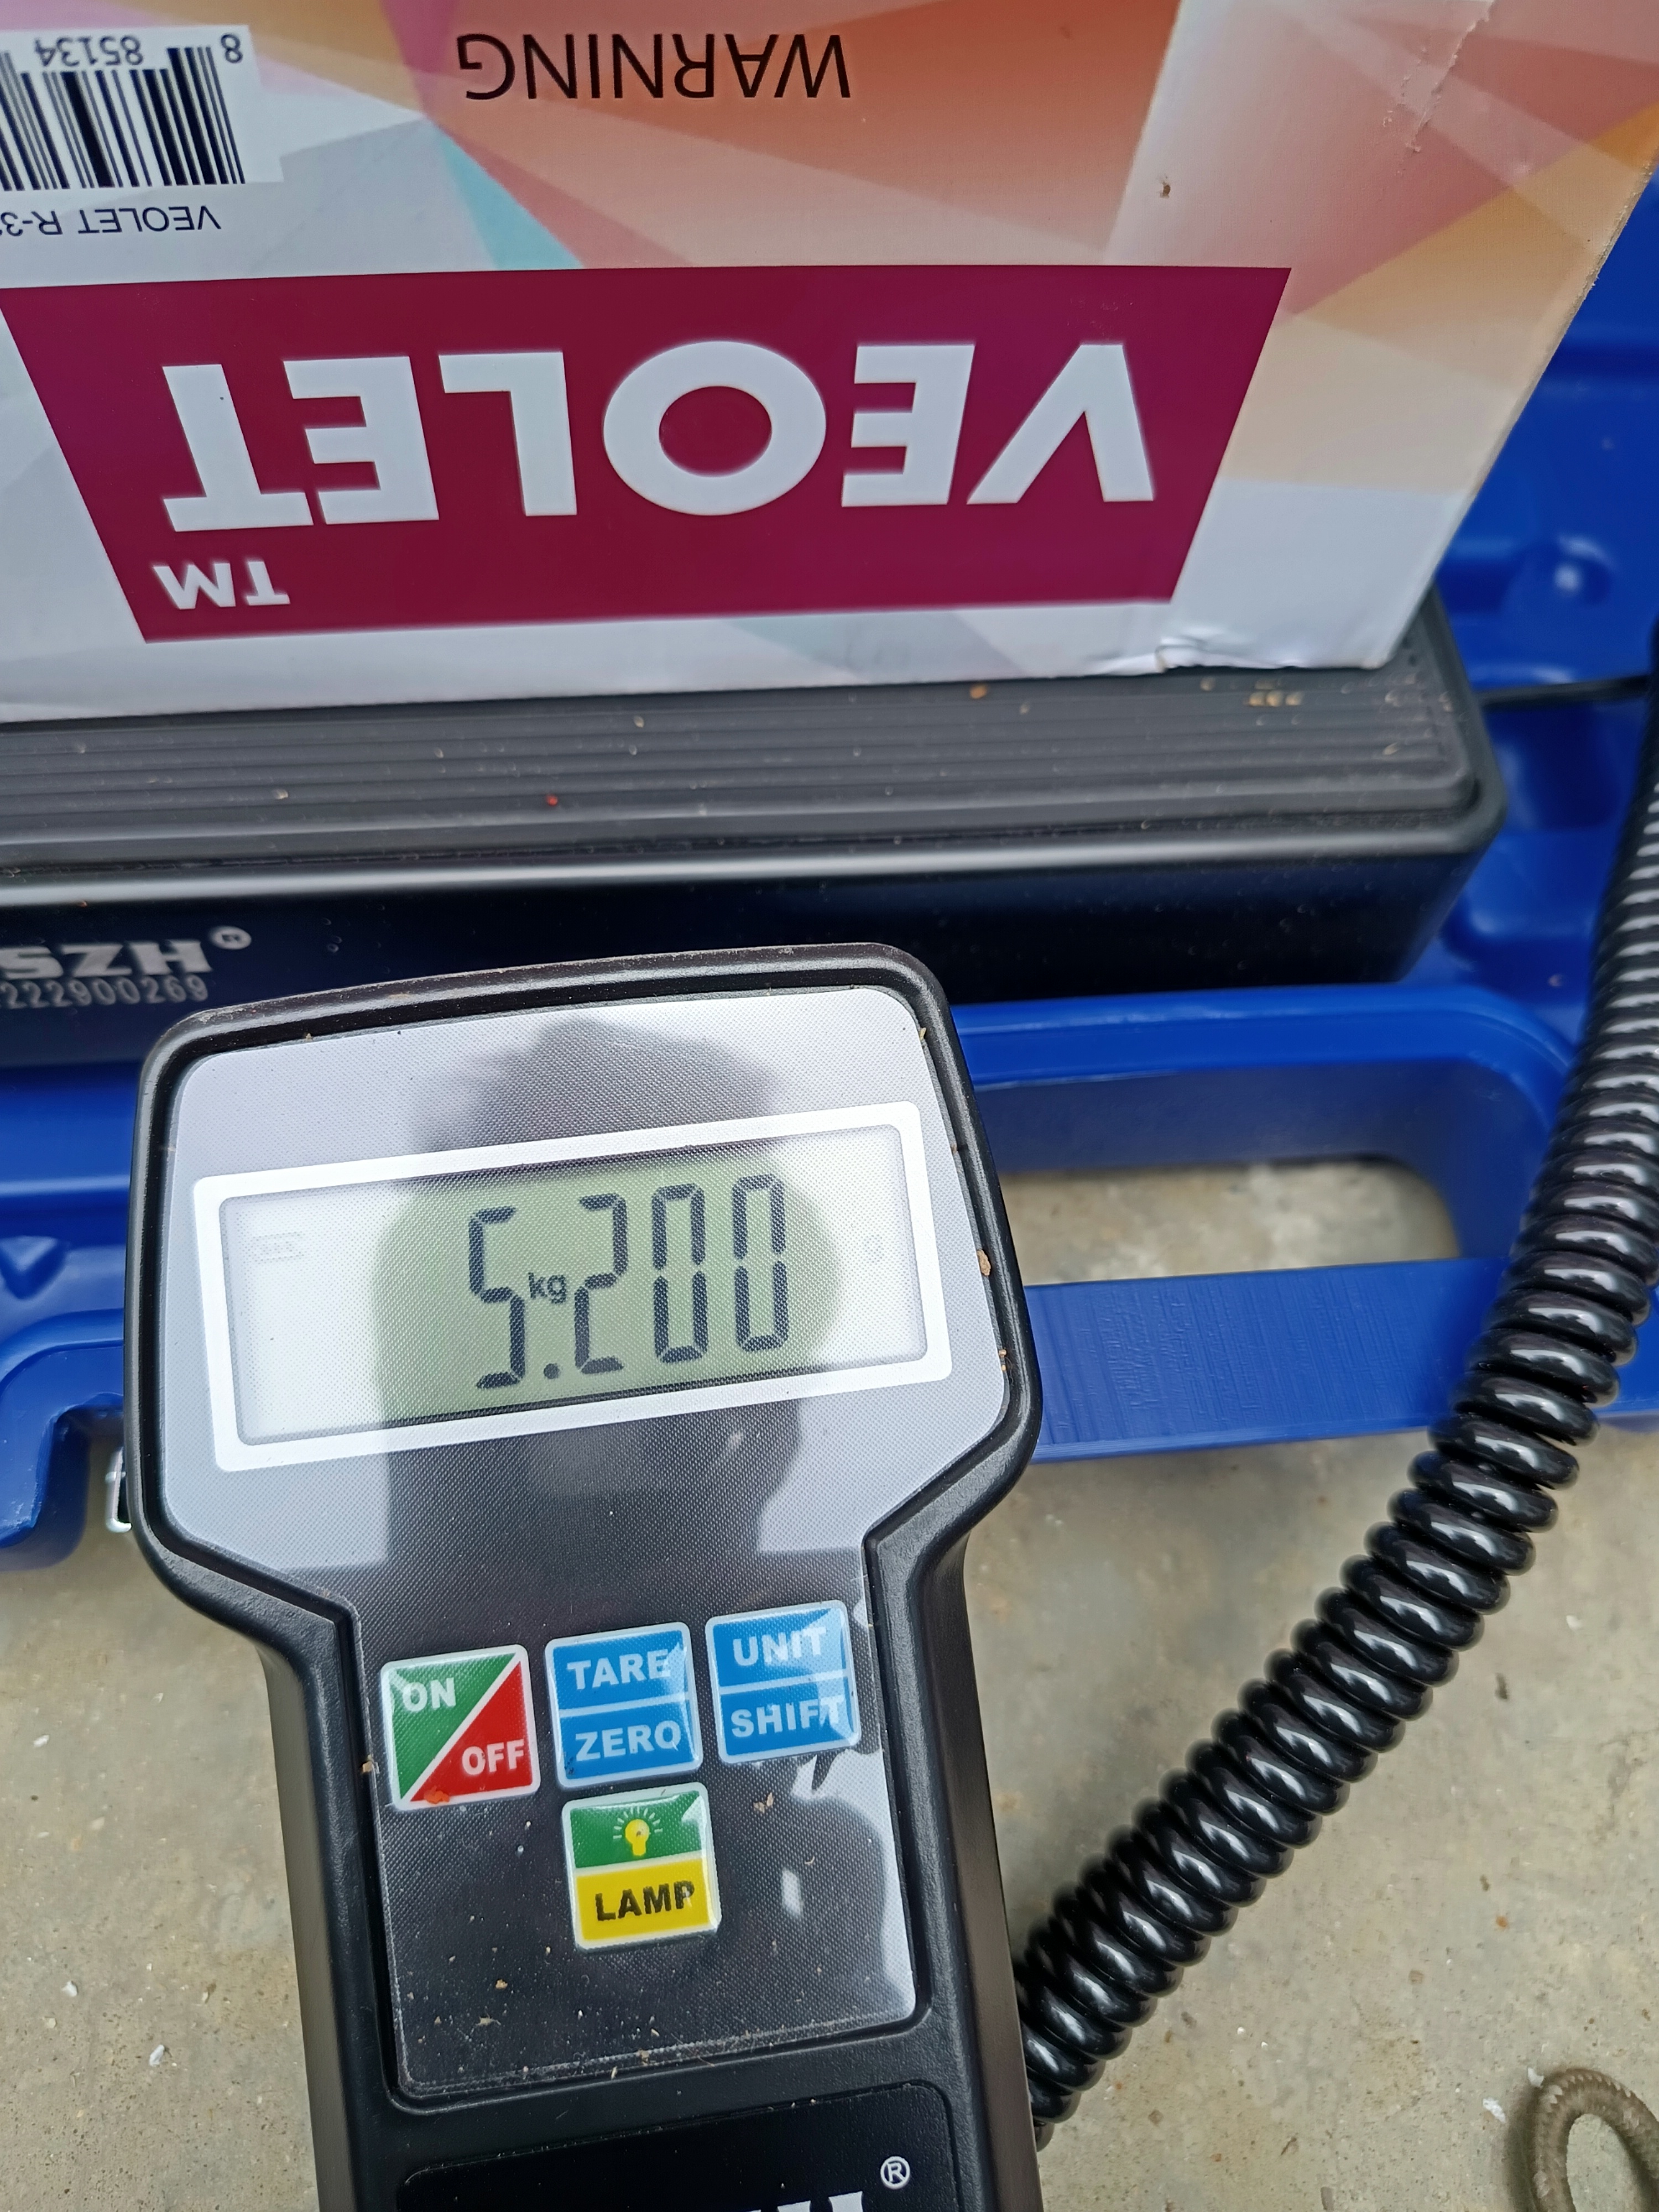 WARNING
8 85134
VEOLET R-3
VEOLET
TM
SZH®
222900269
5.200
kg
ON
OFF
TARE
ZERO
UNIT
SHIFT
LAMP
®